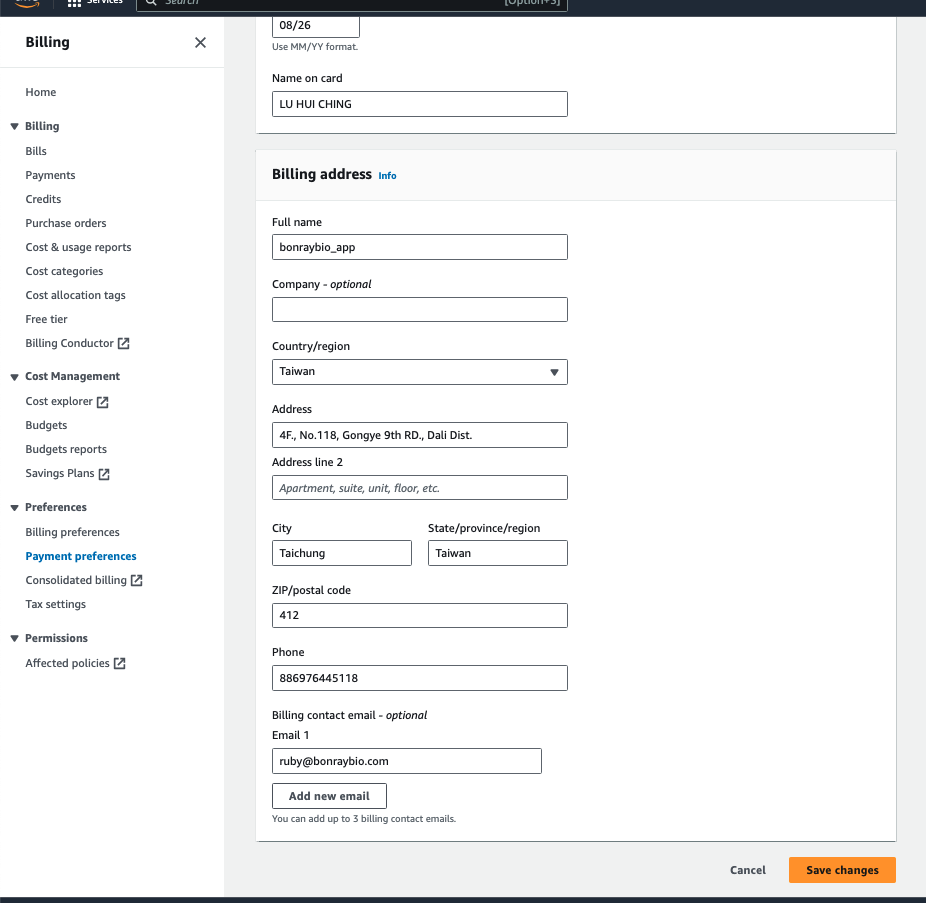 Services
Search
[Option+S]
Billing
Home
Billing
Bills
Payments
Credits
Purchase orders
Cost & usage reports
Cost categories
Cost allocation tags
Free tier
Billing Conductor
Cost Management
Cost explorer
Budgets
Budgets reports
Savings Plans
Preferences
Billing preferences
Payment preferences
Consolidated billing
Tax settings
Permissions
Affected policies
08/26
Use MM/YY format.
Name on card
LU HUI CHING
Billing address Info
Full name
bonraybio_app
Company - optional
Country/region
Taiwan
Address
4F., No.118, Gongye 9th RD., Dali Dist.
Address line 2
Apartment, suite, unit, floor, etc.
City State/province/region
Taichung Taiwan
ZIP/postal code
412
Phone
886976445118
Billing contact email - optional
Email 1
ruby@bonraybio.com
Add new email
You can add up to 3 billing contact emails.
Cancel Save changes